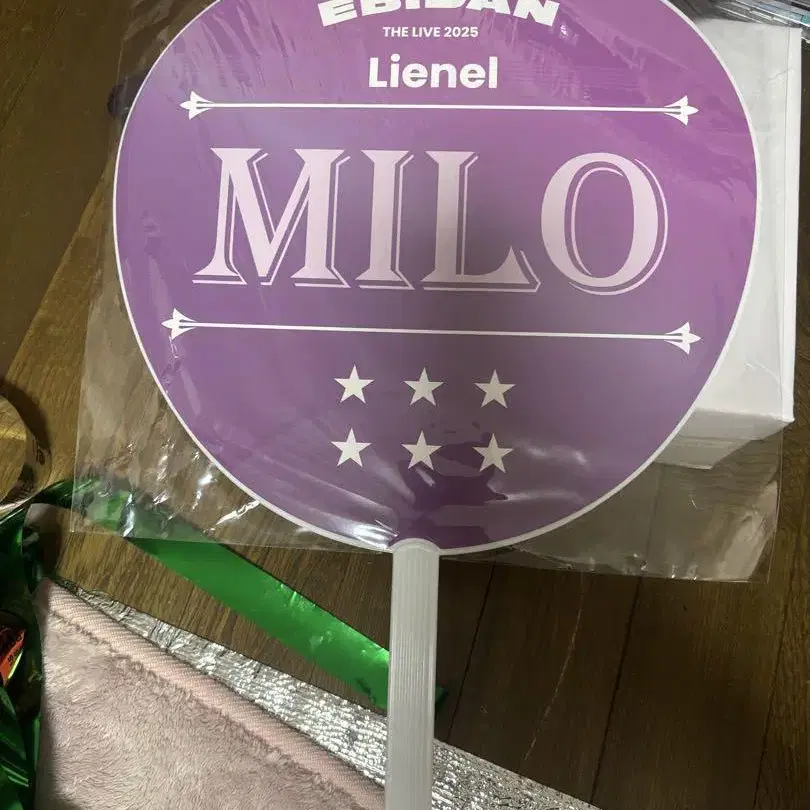 EBIDAN
THE LIVE 2025
Lienel
MILO